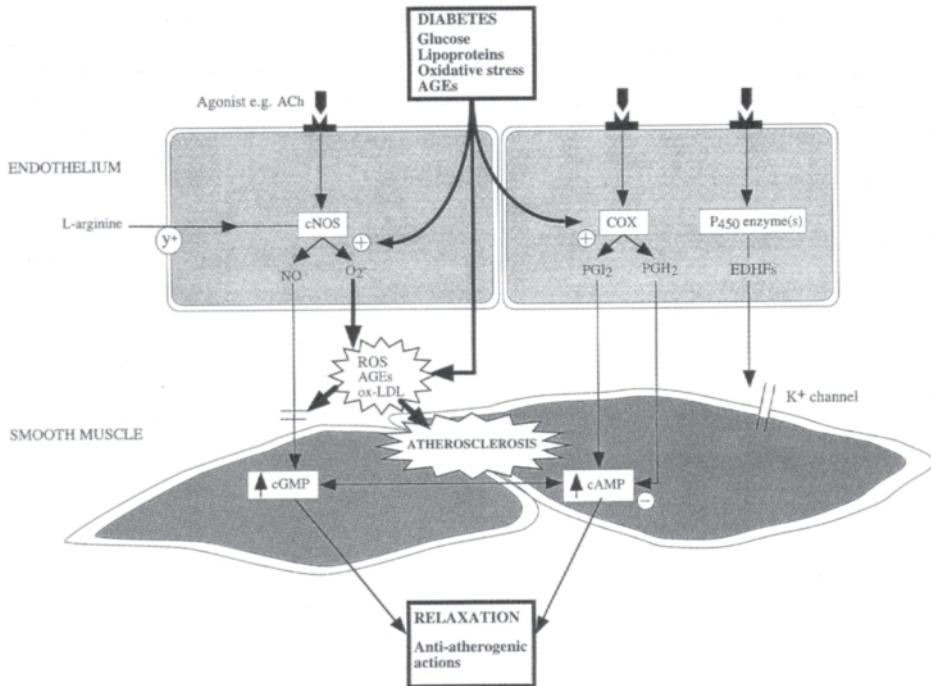 DIABETES
Glucose
Lipoproteins
Oxidative stress
AGEs
Agonist e.g. ACh
ENDOTHELIUM
L-arginine
y+
cNOS
+
NO
O2-
COX
+
PGI2
PGH2
P450 enzyme(s)
EDHFs
ROS
AGEs
ox-LDL
K+ channel
SMOOTH MUSCLE
ATHEROSCLEROSIS
cGMP
cAMP
−
RELAXATION
Anti-atherogenic
actions